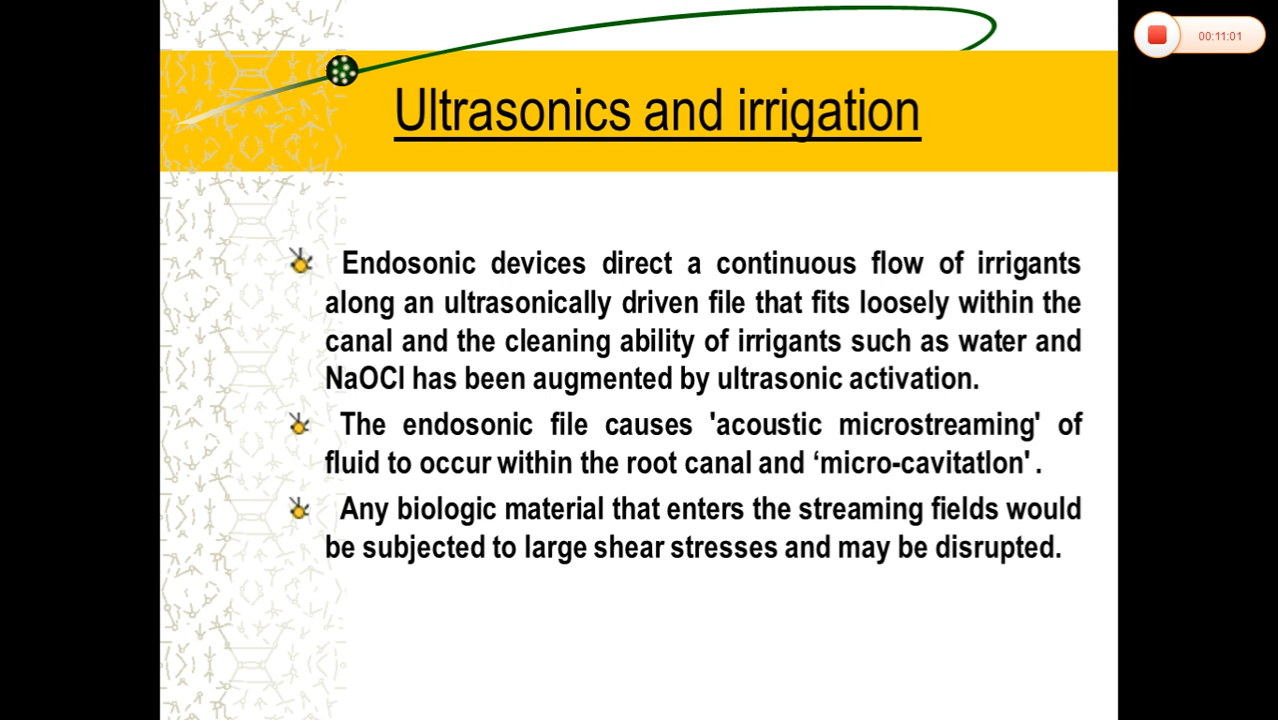 00:11:01
Ultrasonics and irrigation
Endosonic devices direct a continuous flow of irrigants
along an ultrasonically driven file that fits loosely within the
canal and the cleaning ability of irrigants such as water and
NaOCl has been augmented by ultrasonic activation.
The endosonic file causes 'acoustic microstreaming' of
fluid to occur within the root canal and ‘micro-cavitatlon' .
Any biologic material that enters the streaming fields would
be subjected to large shear stresses and may be disrupted.